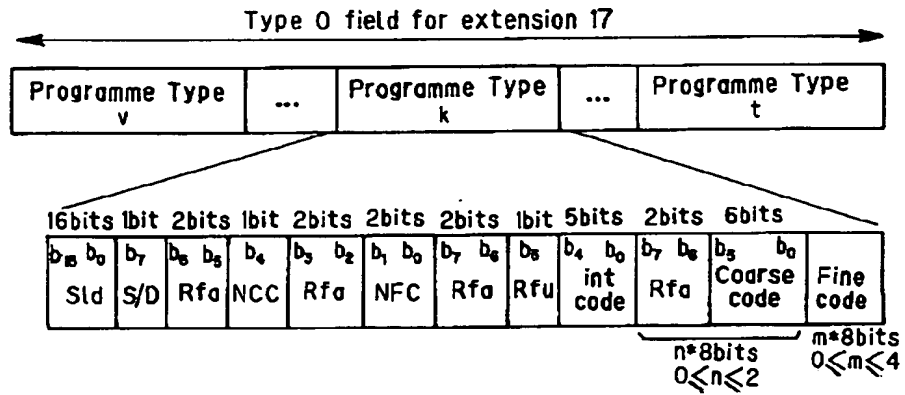 Type 0 field for extension 17
Programme Type v ... Programme Type k ... Programme Type t
16bits 1bit 2bits 1bit 2bits 2bits 2bits 1bit 5bits 2bits 6bits
b15 b0 b7 b6 b5 b4 b3 b2 b1 b0 b7 b6 b5 b4 b0 b7 b6 b5 b0
SId S/D Rfa NCC Rfa NFC Rfa Rfu int code Rfa Coarse code Fine code
n*8bits m*8bits
0⩽n⩽2 0⩽m⩽4